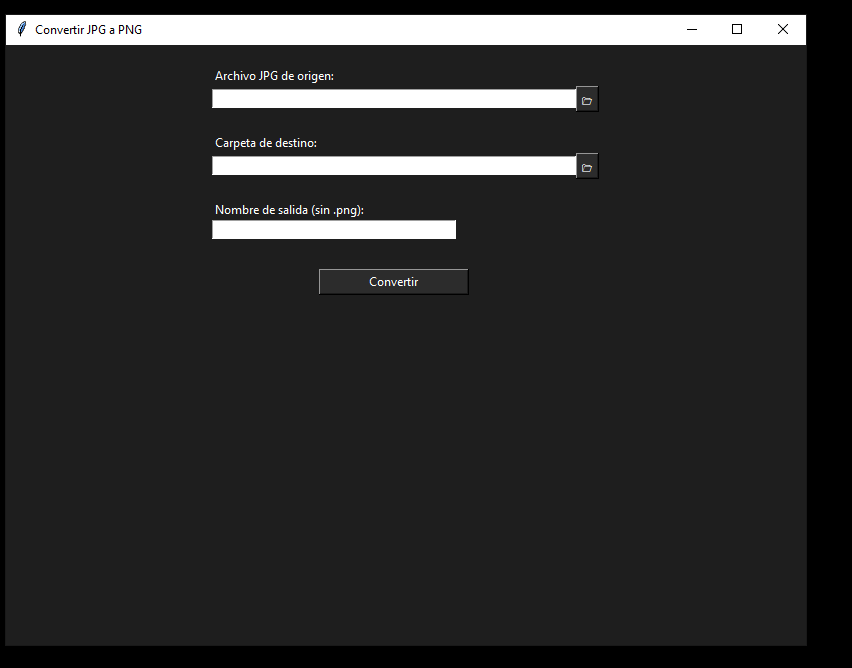 Convertir JPG a PNG
Archivo JPG de origen:
Carpeta de destino:
Nombre de salida (sin .png):
Convertir